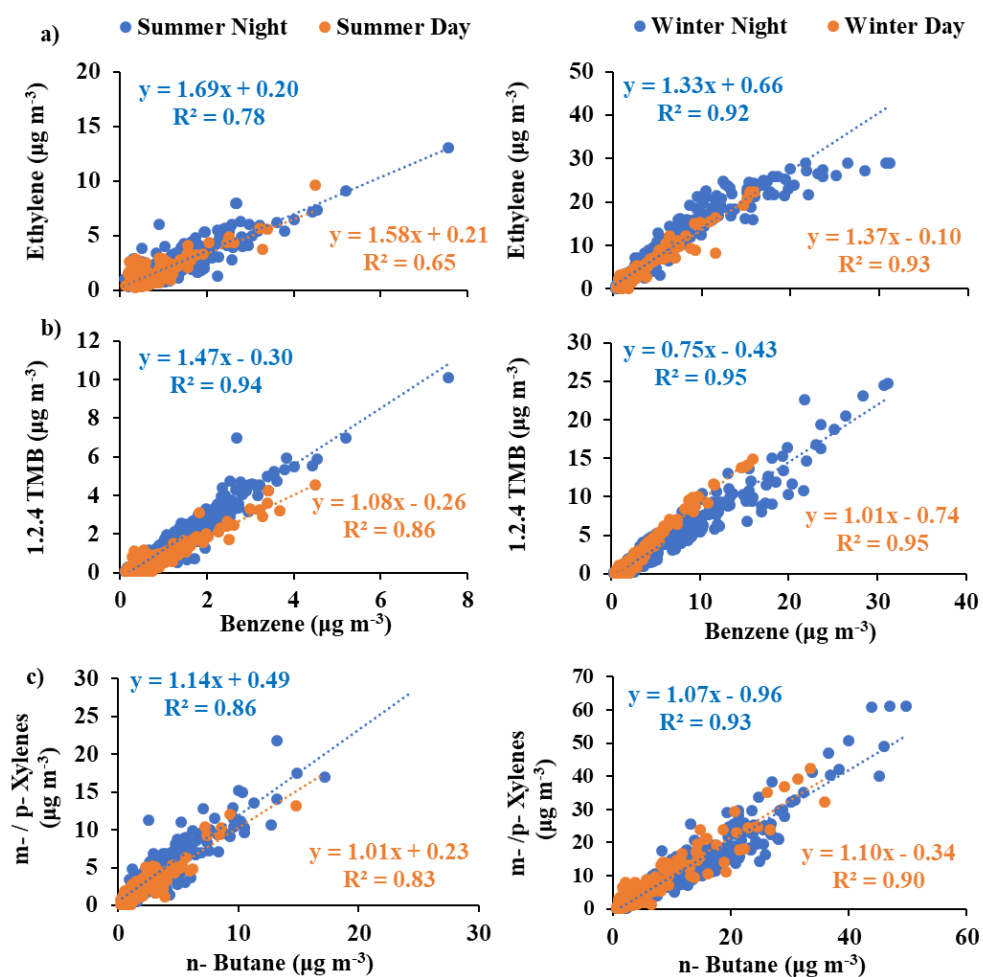 a)
Summer Night Summer Day
Winter Night Winter Day
Ethylene (µg m-3)
20
15
10
5
0
y = 1.69x + 0.20
R² = 0.78
y = 1.58x + 0.21
R² = 0.65
Ethylene (µg m-3)
50
40
30
20
10
0
y = 1.33x + 0.66
R² = 0.92
y = 1.37x - 0.10
R² = 0.93
b)
1.2.4 TMB (µg m-3)
12
10
8
6
4
2
0
y = 1.47x - 0.30
R² = 0.94
y = 1.08x - 0.26
R² = 0.86
0 2 4 6 8
Benzene (µg m-3)
1.2.4 TMB (µg m-3)
30
25
20
15
10
5
0
y = 0.75x - 0.43
R² = 0.95
y = 1.01x - 0.74
R² = 0.95
0 10 20 30 40
Benzene (µg m-3)
c)
m- / p- Xylenes
(µg m-3)
30
25
20
15
10
5
0
y = 1.14x + 0.49
R² = 0.86
y = 1.01x + 0.23
R² = 0.83
0 10 20 30
n- Butane (µg m-3)
m- /p- Xylenes
(µg m-3)
70
60
50
40
30
20
10
0
y = 1.07x - 0.96
R² = 0.93
y = 1.10x - 0.34
R² = 0.90
0 20 40 60
n- Butane (µg m-3)